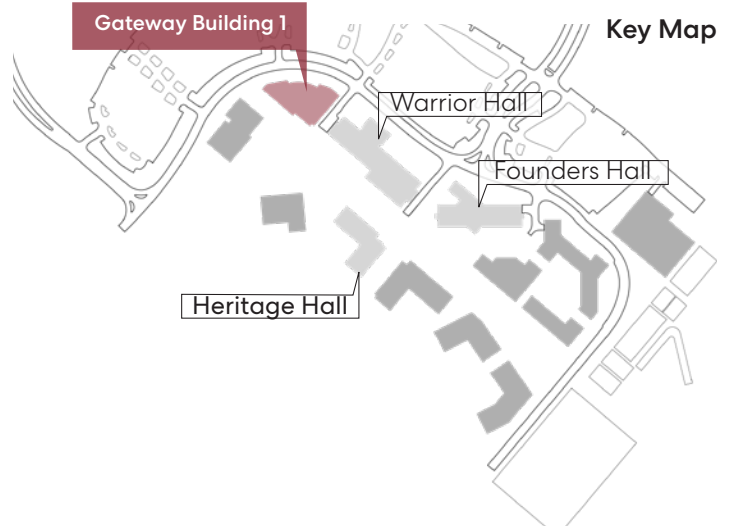 Gateway Building 1
Key Map
Warrior Hall
Founders Hall
Heritage Hall